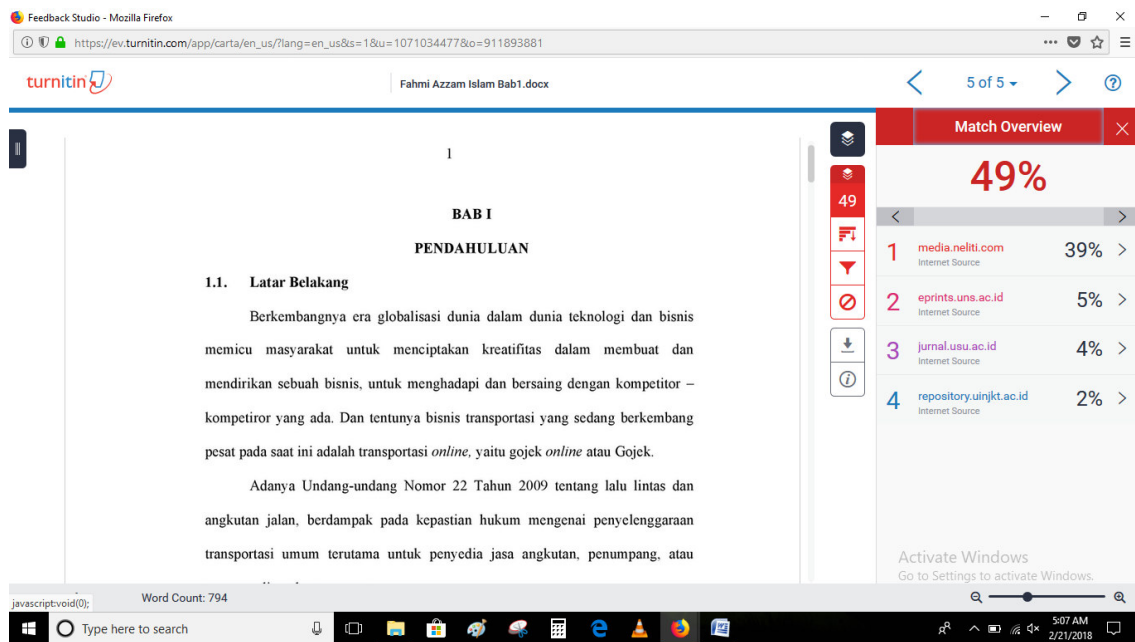 Feedback Studio - Mozilla Firefox
https://ev.turnitin.com/app/carta/en_us/?lang=en_us&s=1&u=1071034477&o=911893881
turnitin
Fahmi Azzam Islam Bab1.docx
5 of 5
1
BAB I
PENDAHULUAN
1.1. Latar Belakang
Berkembangnya era globalisasi dunia dalam dunia teknologi dan bisnis
memicu masyarakat untuk menciptakan kreatifitas dalam membuat dan
mendirikan sebuah bisnis, untuk menghadapi dan bersaing dengan kompetitor –
kompetiror yang ada. Dan tentunya bisnis transportasi yang sedang berkembang
pesat pada saat ini adalah transportasi online, yaitu gojek online atau Gojek.
Adanya Undang-undang Nomor 22 Tahun 2009 tentang lalu lintas dan
angkutan jalan, berdampak pada kepastian hukum mengenai penyelenggaraan
transportasi umum terutama untuk penyedia jasa angkutan, penumpang, atau
49
Match Overview
49%
1 media.neliti.com 39%
Internet Source
2 eprints.uns.ac.id 5%
Internet Source
3 jurnal.usu.ac.id 4%
Internet Source
4 repository.uinjkt.ac.id 2%
Internet Source
Activate Windows
Go to Settings to activate Windows.
javascript:void(0);
Word Count: 794
Type here to search
5:07 AM
2/21/2018